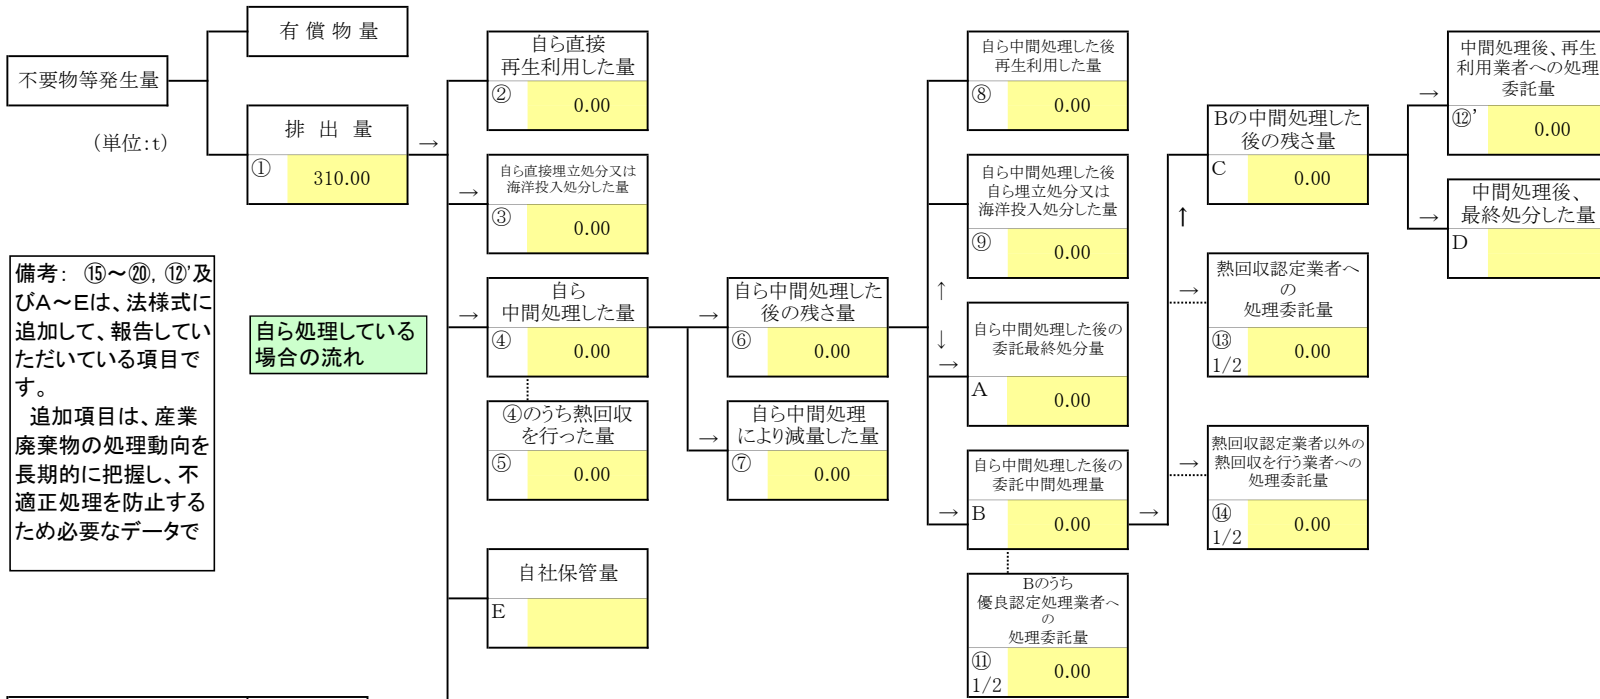 有 償 物 量
不要物等発生量
(単位:t)
排 出 量
①
310.00
→
備考： ⑮～⑳, ⑫'及
びA～Eは、法様式に
追加して、報告してい
ただいている項目で
す。
追加項目は、産業
廃棄物の処理動向を
長期的に把握し、不
適正処理を防止する
ため必要なデータで
自ら処理している
場合の流れ
自ら直接
再生利用した量
②
0.00
→
自ら直接埋立処分又は
海洋投入処分した量
③
0.00
→
自ら
中間処理した量
④
0.00
④のうち熱回収
を行った量
⑤
0.00
自社保管量
E
→
自ら中間処理した
後の残さ量
⑥
0.00
→
自ら中間処理
により減量した量
⑦
0.00
自ら中間処理した後
再生利用した量
⑧
0.00
自ら中間処理した後
自ら埋立処分又は
海洋投入処分した量
⑨
0.00
↑
↓
→
自ら中間処理した後の
委託最終処分量
A
0.00
→
自ら中間処理した後の
委託中間処理量
B
0.00
→
Bのうち
優良認定処理業者へ
の
処理委託量
⑪
1/2
0.00
Bの中間処理した
後の残さ量
C
0.00
↑
→
熱回収認定業者へ
の
処理委託量
⑬
1/2
0.00
→
熱回収認定業者以外の
熱回収を行う業者への
処理委託量
⑭
1/2
0.00
→
中間処理後、再生
利用業者への処理
委託量
⑫'
0.00
→
中間処理後、
最終処分した量
D